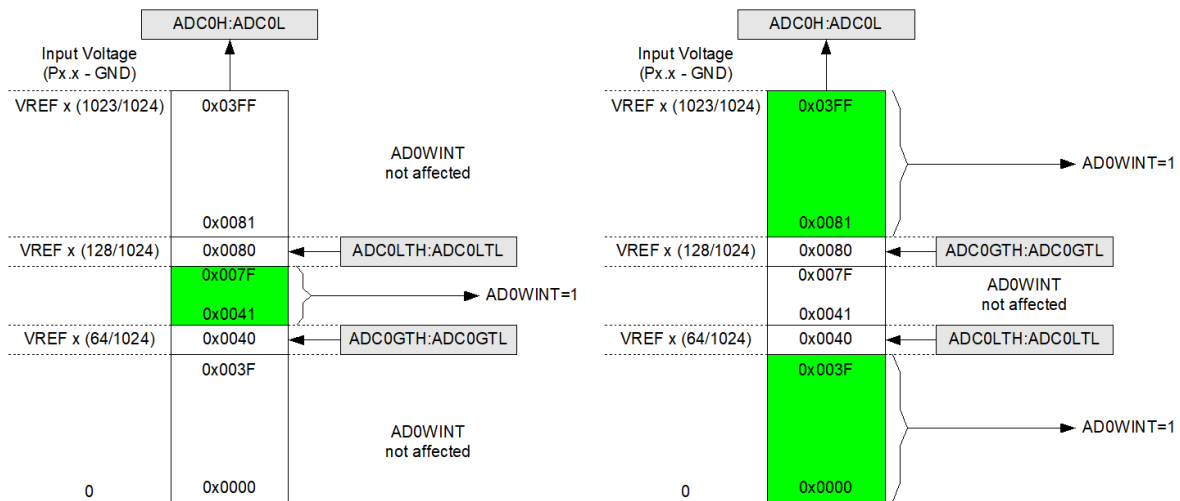 ADC0H:ADC0L
Input Voltage
(Px.x - GND)
VREF x (1023/1024)
0x03FF
AD0WINT
not affected
0x0081
VREF x (128/1024)
0x0080
ADC0LTH:ADC0LTL
0x007F
AD0WINT=1
0x0041
VREF x (64/1024)
0x0040
ADC0GTH:ADC0GTL
0x003F
AD0WINT
not affected
0
0x0000
ADC0H:ADC0L
Input Voltage
(Px.x - GND)
VREF x (1023/1024)
0x03FF
AD0WINT=1
0x0081
VREF x (128/1024)
0x0080
ADC0GTH:ADC0GTL
0x007F
AD0WINT
not affected
0x0041
VREF x (64/1024)
0x0040
ADC0LTH:ADC0LTL
0x003F
AD0WINT=1
0
0x0000